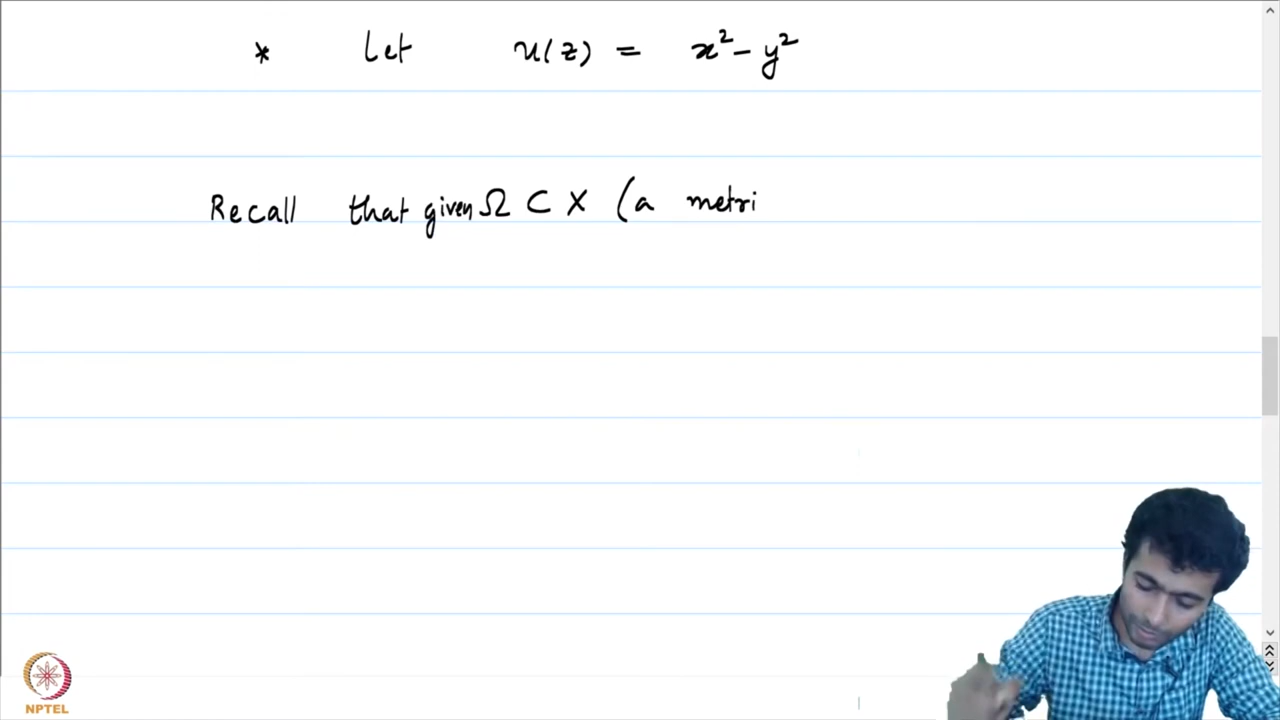 * Let u(z) = x² - y²
Recall that given Ω ⊂ X (a metri
NPTEL